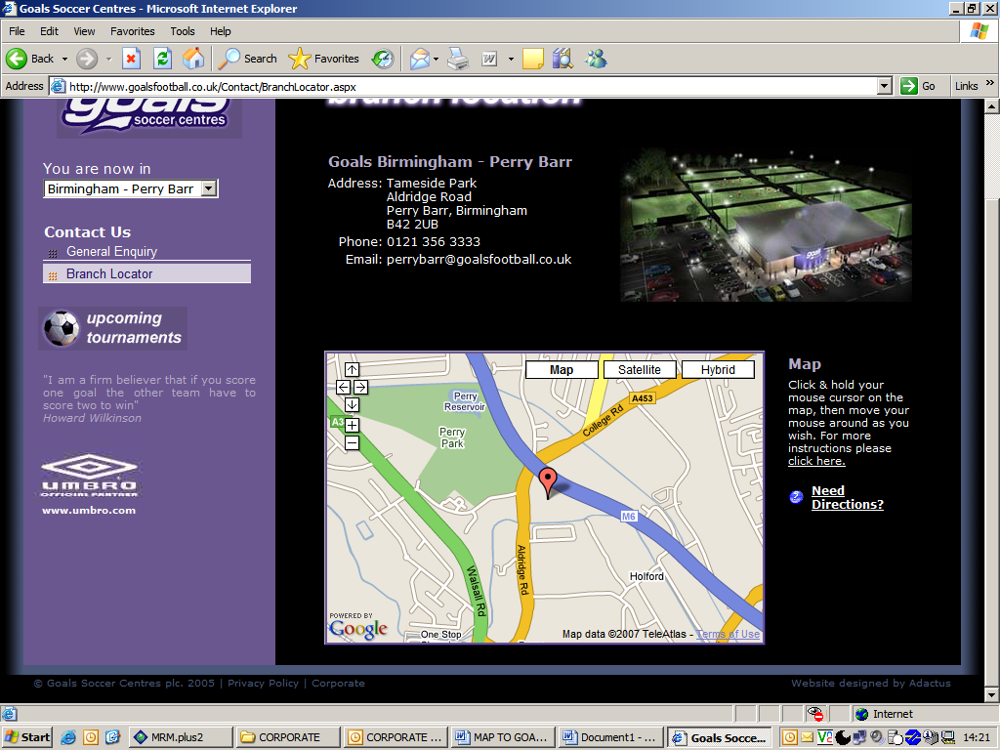 Goals Soccer Centres - Microsoft Internet Explorer
File Edit View Favorites Tools Help
Back Search Favorites
Address http://www.goalsfootball.co.uk/Contact/BranchLocator.aspx Go Links »
goals
soccer centres
branch location
You are now in
Birmingham - Perry Barr
Contact Us
General Enquiry
Branch Locator
upcoming
tournaments
"I am a firm believer that if you score
one goal the other team have to
score two to win"
Howard Wilkinson
UMBRO
OFFICIAL PARTNER
www.umbro.com
Goals Birmingham - Perry Barr
Address: Tameside Park
Aldridge Road
Perry Barr, Birmingham
B42 2UB
Phone: 0121 356 3333
Email: perrybarr@goalsfootball.co.uk
goals
Map Satellite Hybrid
Perry
Reservoir
Perry
Park
A453
College Rd
A3
M6
Aldridge Rd
Walsall Rd
Holford
One Stop
POWERED BY
Google
Map data ©2007 TeleAtlas - Terms of Use
Map
Click & hold your
mouse cursor on the
map, then move your
mouse around as you
wish. For more
instructions please
click here.
Need
Directions?
© Goals Soccer Centres plc. 2005 | Privacy Policy | Corporate
Website designed by Adactus
Internet
Start MRM.plus2 CORPORATE CORPORATE ... MAP TO GOA... Document1 - ... Goals Socce... 14:21